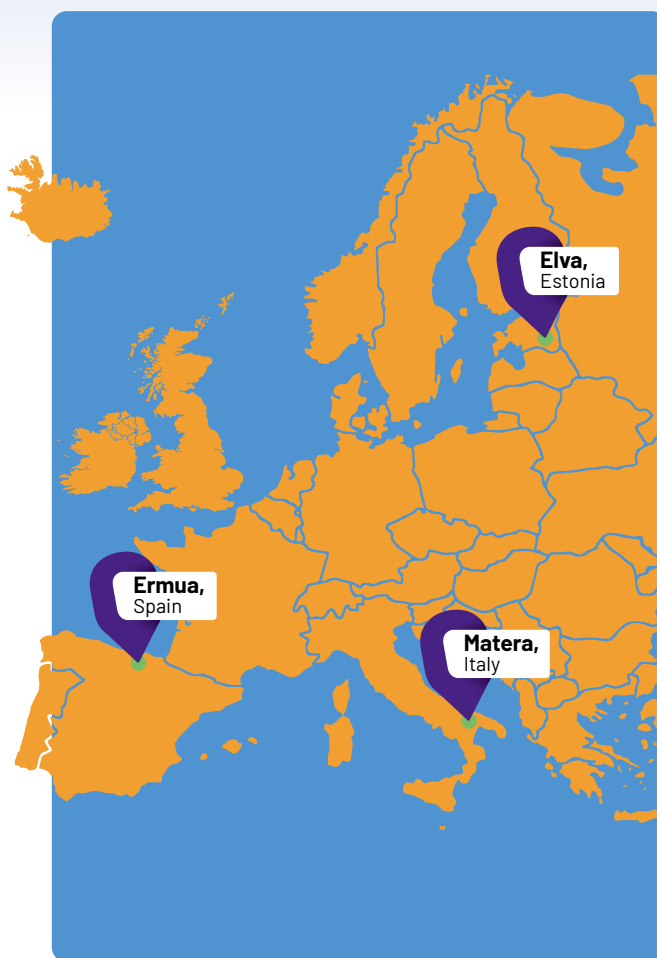 Elva,
Estonia
Ermua,
Spain
Matera,
Italy